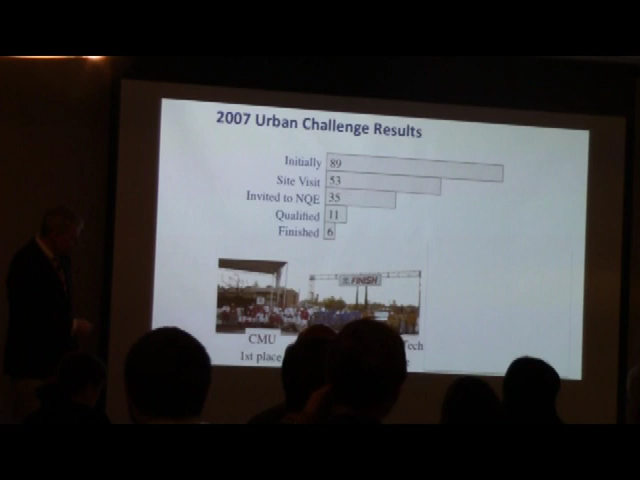 2007 Urban Challenge Results
Initially 89
Site Visit 53
Invited to NQE 35
Qualified 11
Finished 6
FINISH
CMU
1st place